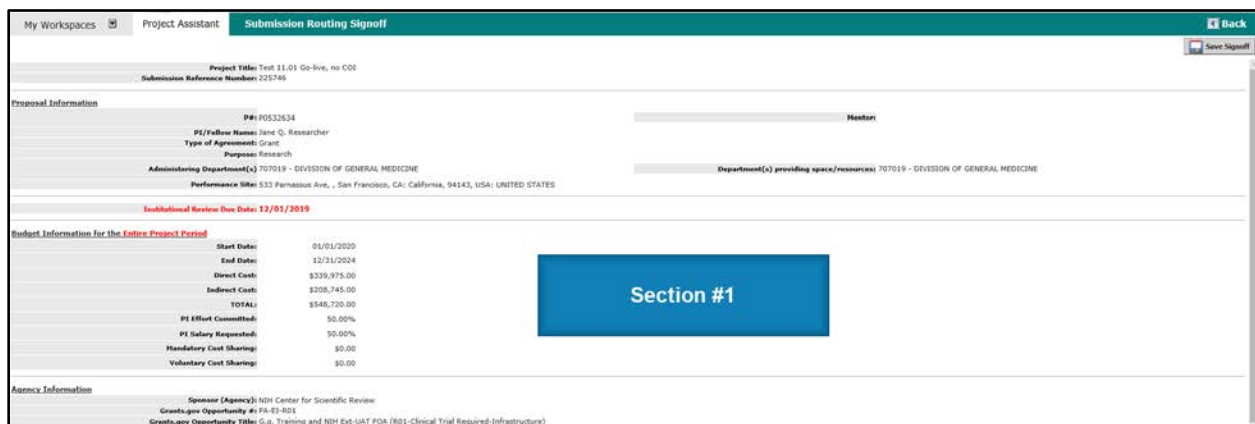 My Workspaces Project Assistant Submission Routing Signoff Back
Save Signoff
Project Title: Test 11.01 Go-live, no COI
Submission Reference Number: 225746
Proposal Information
P#: P0532634 Mentor:
PI/Fellow Name: Jane Q. Researcher
Type of Agreement: Grant
Purpose: Research
Administering Department(s) 707019 - DIVISION OF GENERAL MEDICINE Department(s) providing space/resources: 707019 - DIVISION OF GENERAL MEDICINE
Performance Site: 533 Parnassus Ave, , San Francisco, CA: California, 94143, USA: UNITED STATES
Institutional Review Due Date: 12/01/2019
Budget Information for the Entire Project Period
Start Date: 01/01/2020
End Date: 12/31/2024
Direct Cost: $339,975.00
Indirect Cost: $208,745.00
TOTAL: $548,720.00
PI Effort Committed: 50.00%
PI Salary Requested: 50.00%
Mandatory Cost Sharing: $0.00
Voluntary Cost Sharing: $0.00
Section #1
Agency Information
Sponsor (Agency): NIH Center for Scientific Review
Grants.gov Opportunity #: PA-EI-R01
Grants.gov Opportunity Title: G.g. Training and NIH Ext-UAT FOA (R01-Clinical Trial Required-Infrastructure)